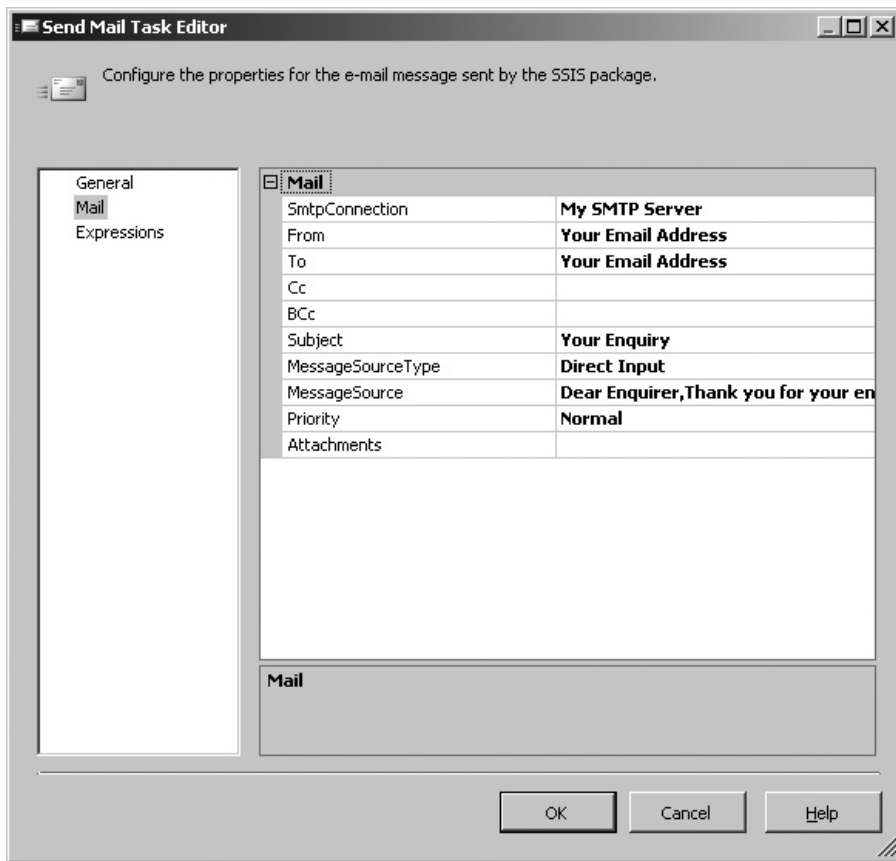 Send Mail Task Editor
Configure the properties for the e-mail message sent by the SSIS package.
General
Mail
Expressions
Mail
SmtpConnection My SMTP Server
From Your Email Address
To Your Email Address
Cc
BCc
Subject Your Enquiry
MessageSourceType Direct Input
MessageSource Dear Enquirer,Thank you for your en
Priority Normal
Attachments
Mail
OK Cancel Help